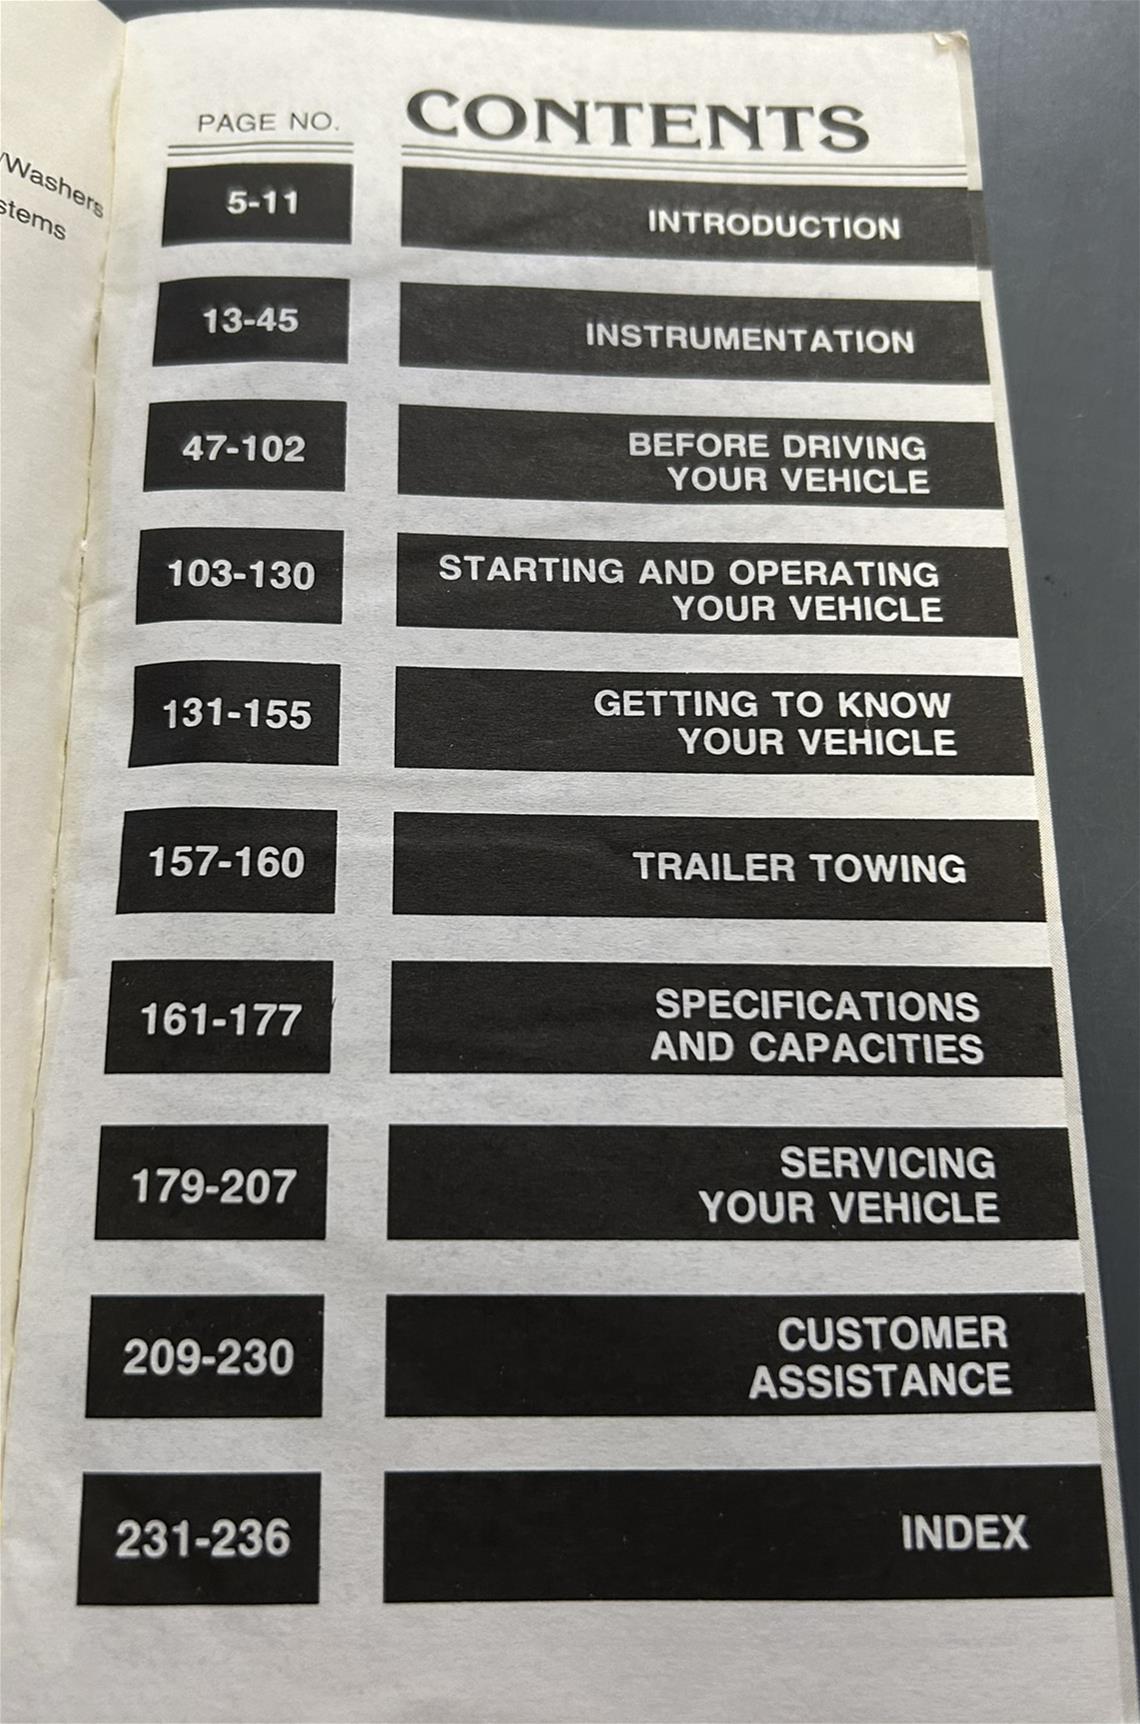 /Washers
stems
PAGE NO. CONTENTS
5-11 INTRODUCTION
13-45 INSTRUMENTATION
47-102 BEFORE DRIVING
YOUR VEHICLE
103-130 STARTING AND OPERATING
YOUR VEHICLE
131-155 GETTING TO KNOW
YOUR VEHICLE
157-160 TRAILER TOWING
161-177 SPECIFICATIONS
AND CAPACITIES
179-207 SERVICING
YOUR VEHICLE
209-230 CUSTOMER
ASSISTANCE
231-236 INDEX